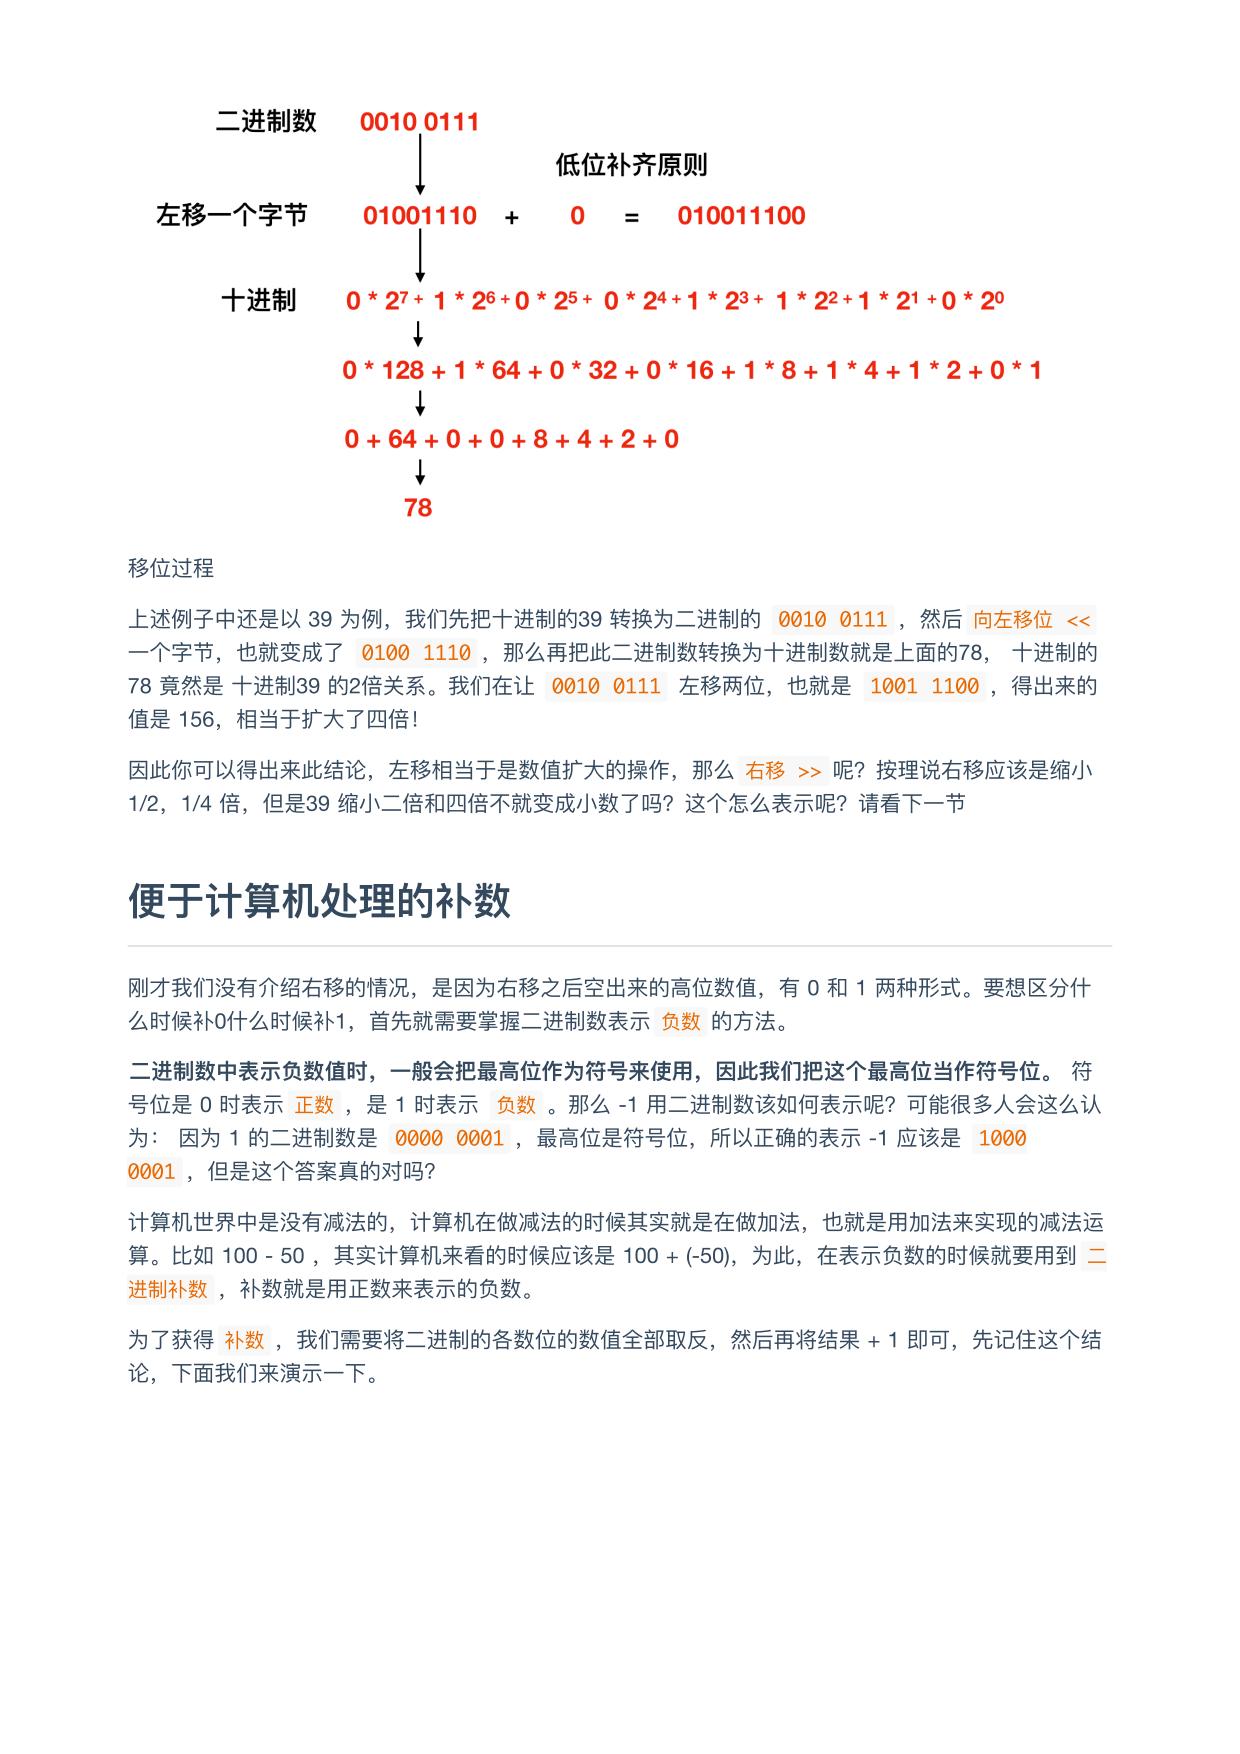 二进制数 0010 0111
低位补齐原则
左移一个字节 01001110 + 0 = 010011100
十进制 0 * 2⁷ + 1 * 2⁶ + 0 * 2⁵ + 0 * 2⁴ + 1 * 2³ + 1 * 2² + 1 * 2¹ + 0 * 2⁰
0 * 128 + 1 * 64 + 0 * 32 + 0 * 16 + 1 * 8 + 1 * 4 + 1 * 2 + 0 * 1
0 + 64 + 0 + 0 + 8 + 4 + 2 + 0
78
移位过程
上述例子中还是以 39 为例，我们先把十进制的39 转换为二进制的 0010 0111 ，然后 向左移位 <<
一个字节，也就变成了 0100 1110 ，那么再把此二进制数转换为十进制数就是上面的78， 十进制的
78 竟然是 十进制39 的2倍关系。我们在让 0010 0111 左移两位，也就是 1001 1100 ，得出来的
值是 156，相当于扩大了四倍！
因此你可以得出来此结论，左移相当于是数值扩大的操作，那么 右移 >> 呢？按理说右移应该是缩小
1/2，1/4 倍，但是39 缩小二倍和四倍不就变成小数了吗？这个怎么表示呢？请看下一节
便于计算机处理的补数
刚才我们没有介绍右移的情况，是因为右移之后空出来的高位数值，有 0 和 1 两种形式。要想区分什
么时候补0什么时候补1，首先就需要掌握二进制数表示 负数 的方法。
二进制数中表示负数值时，一般会把最高位作为符号来使用，因此我们把这个最高位当作符号位。 符
号位是 0 时表示 正数 ，是 1 时表示 负数 。那么 -1 用二进制数该如何表示呢？可能很多人会这么认
为： 因为 1 的二进制数是 0000 0001 ，最高位是符号位，所以正确的表示 -1 应该是 1000
0001 ，但是这个答案真的对吗？
计算机世界中是没有减法的，计算机在做减法的时候其实就是在做加法，也就是用加法来实现的减法运
算。比如 100 - 50 ，其实计算机来看的时候应该是 100 + (-50)，为此，在表示负数的时候就要用到 二
进制补数 ，补数就是用正数来表示的负数。
为了获得 补数 ，我们需要将二进制的各数位的数值全部取反，然后再将结果 + 1 即可，先记住这个结
论，下面我们来演示一下。